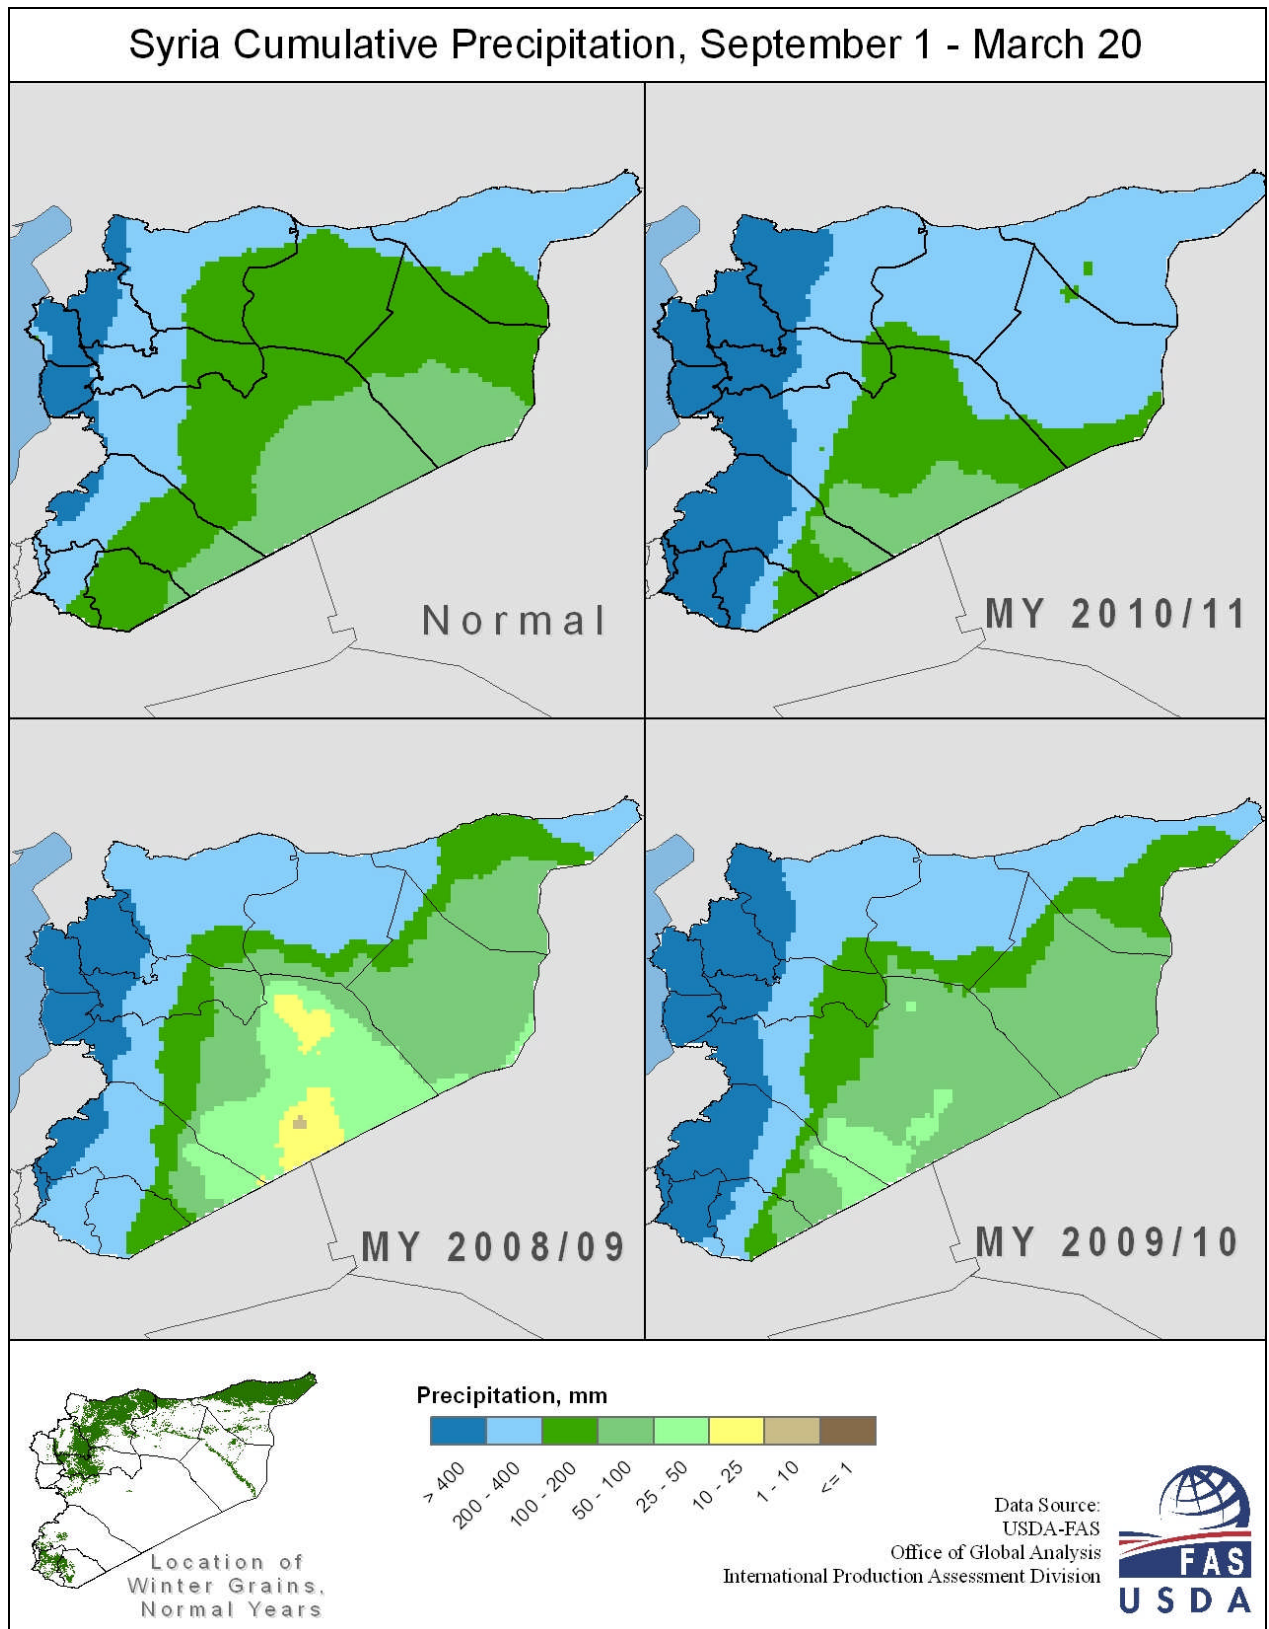 Syria Cumulative Precipitation, September 1 - March 20
Normal
MY 2010/11
MY 2008/09
MY 2009/10
Location of
Winter Grains,
Normal Years
Precipitation, mm
> 400
200 - 400
100 - 200
50 - 100
25 - 50
10 - 25
1 - 10
<= 1
Data Source:
USDA-FAS
Office of Global Analysis
International Production Assessment Division
FAS
USDA